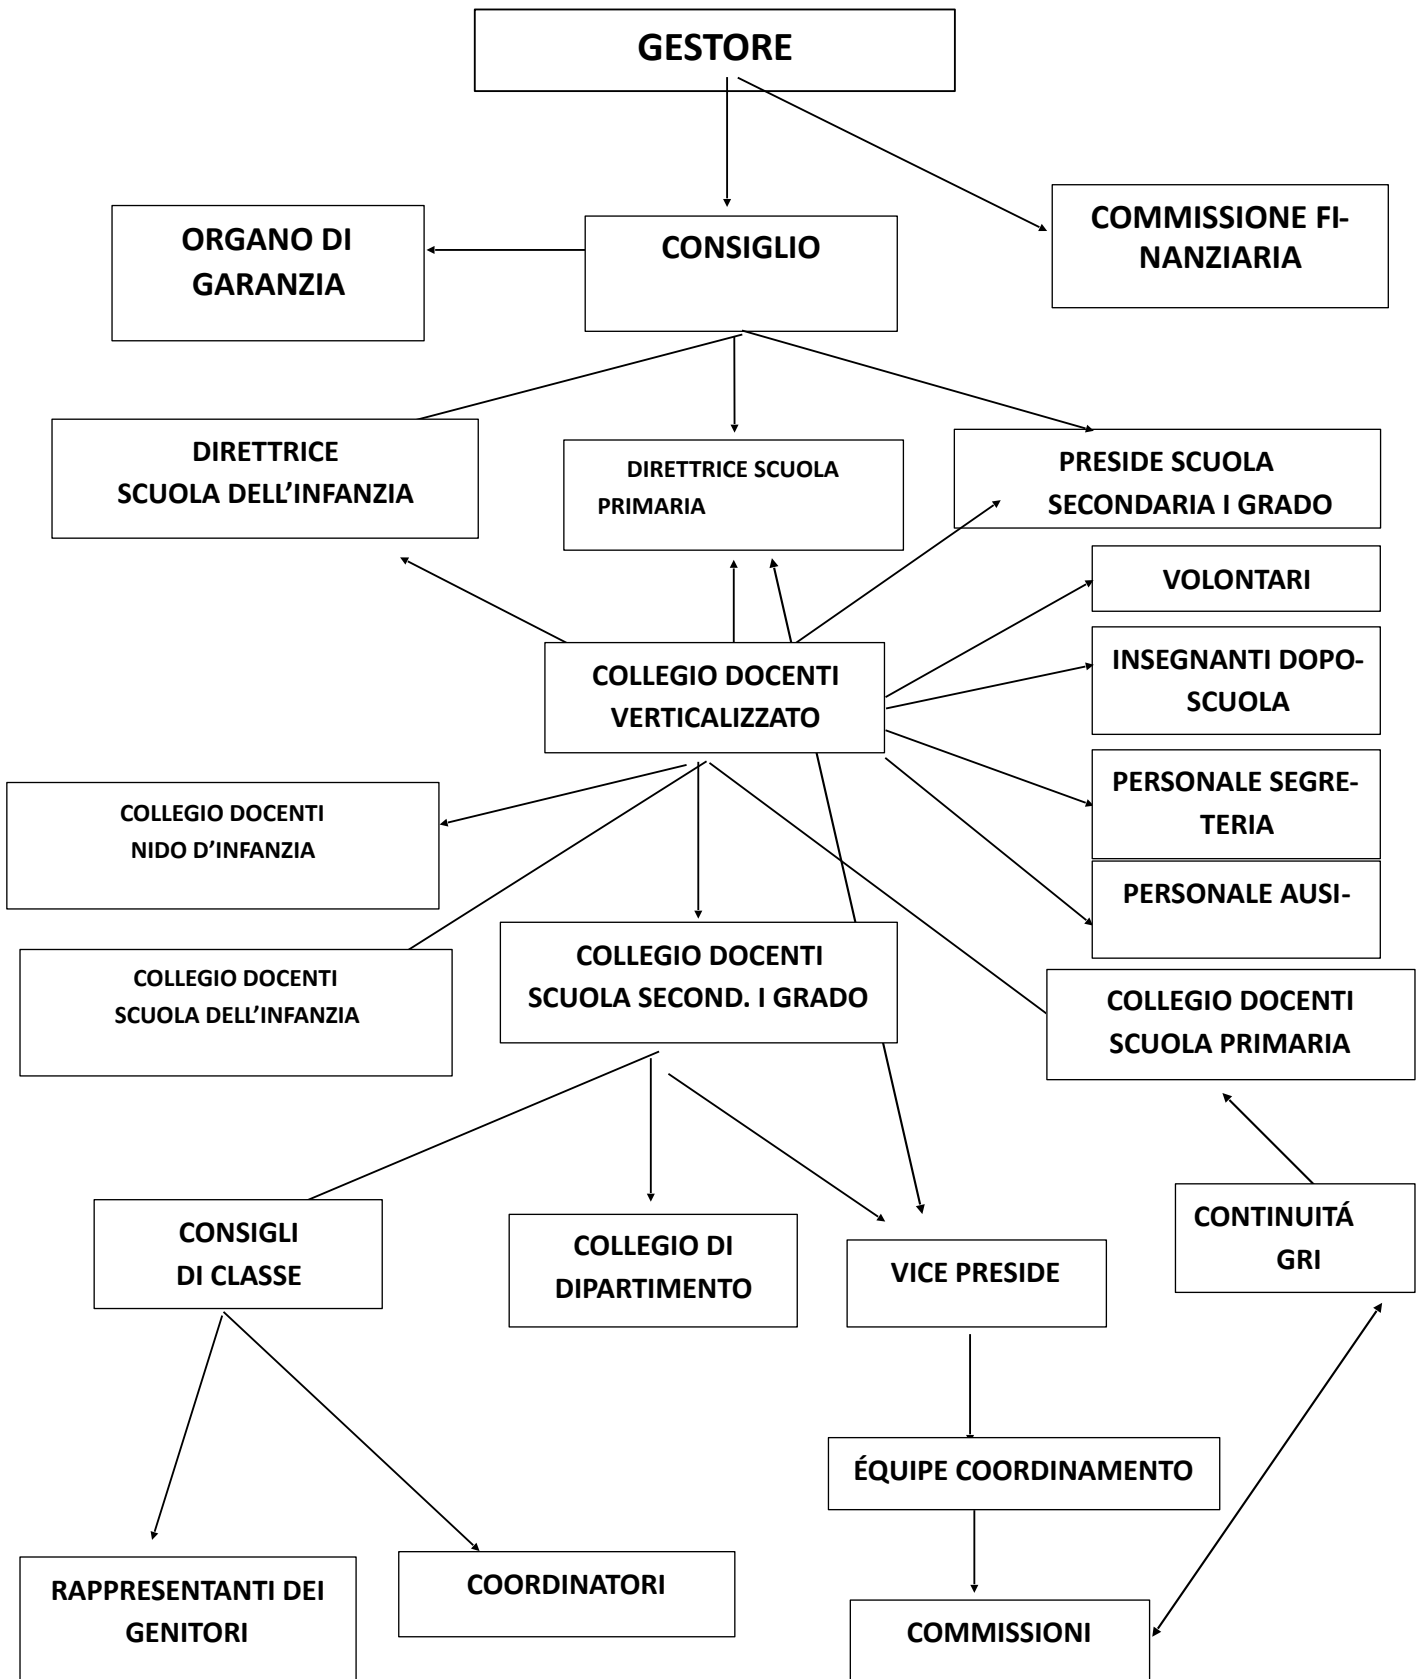 GESTORE
ORGANO DI
GARANZIA
CONSIGLIO
COMMISSIONE FI-
NANZIARIA
DIRETTRICE
SCUOLA DELL’INFANZIA
DIRETTRICE SCUOLA
PRIMARIA
PRESIDE SCUOLA
SECONDARIA I GRADO
VOLONTARI
INSEGNANTI DOPO-
SCUOLA
COLLEGIO DOCENTI
VERTICALIZZATO
PERSONALE SEGRE-
TERIA
COLLEGIO DOCENTI
NIDO D’INFANZIA
PERSONALE AUSI-
COLLEGIO DOCENTI
SCUOLA DELL’INFANZIA
COLLEGIO DOCENTI
SCUOLA SECOND. I GRADO
COLLEGIO DOCENTI
SCUOLA PRIMARIA
CONSIGLI
DI CLASSE
COLLEGIO DI
DIPARTIMENTO
VICE PRESIDE
CONTINUITÁ
GRI
ÉQUIPE COORDINAMENTO
RAPPRESENTANTI DEI
GENITORI
COORDINATORI
COMMISSIONI